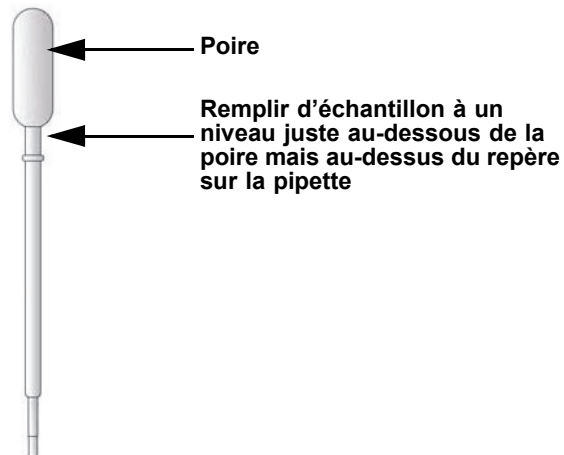 Poire
Remplir d’échantillon à un
niveau juste au-dessous de la
poire mais au-dessus du repère
sur la pipette